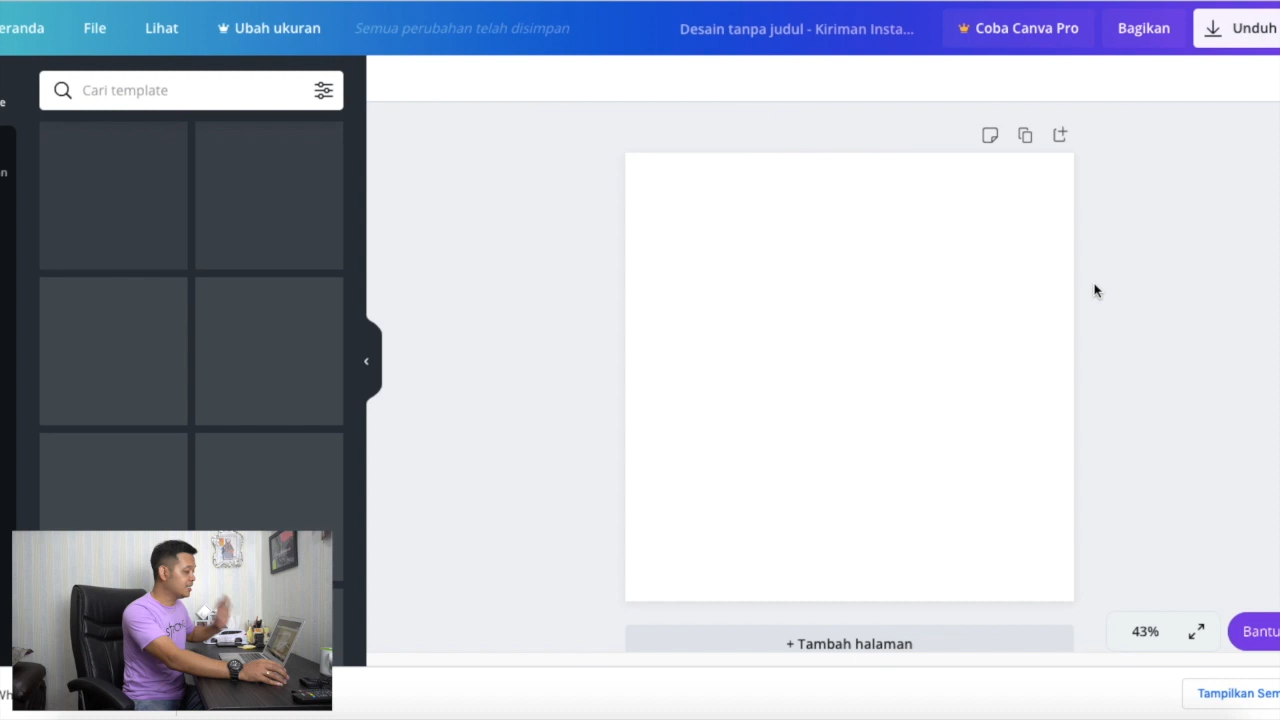 eranda
File
Lihat
Ubah ukuran
Semua perubahan telah disimpan
Desain tanpa judul - Kiriman Insta...
Coba Canva Pro
Bagikan
Unduh
Cari template
e
n
+ Tambah halaman
43%
Bantu
Wh
Tampilkan Sem